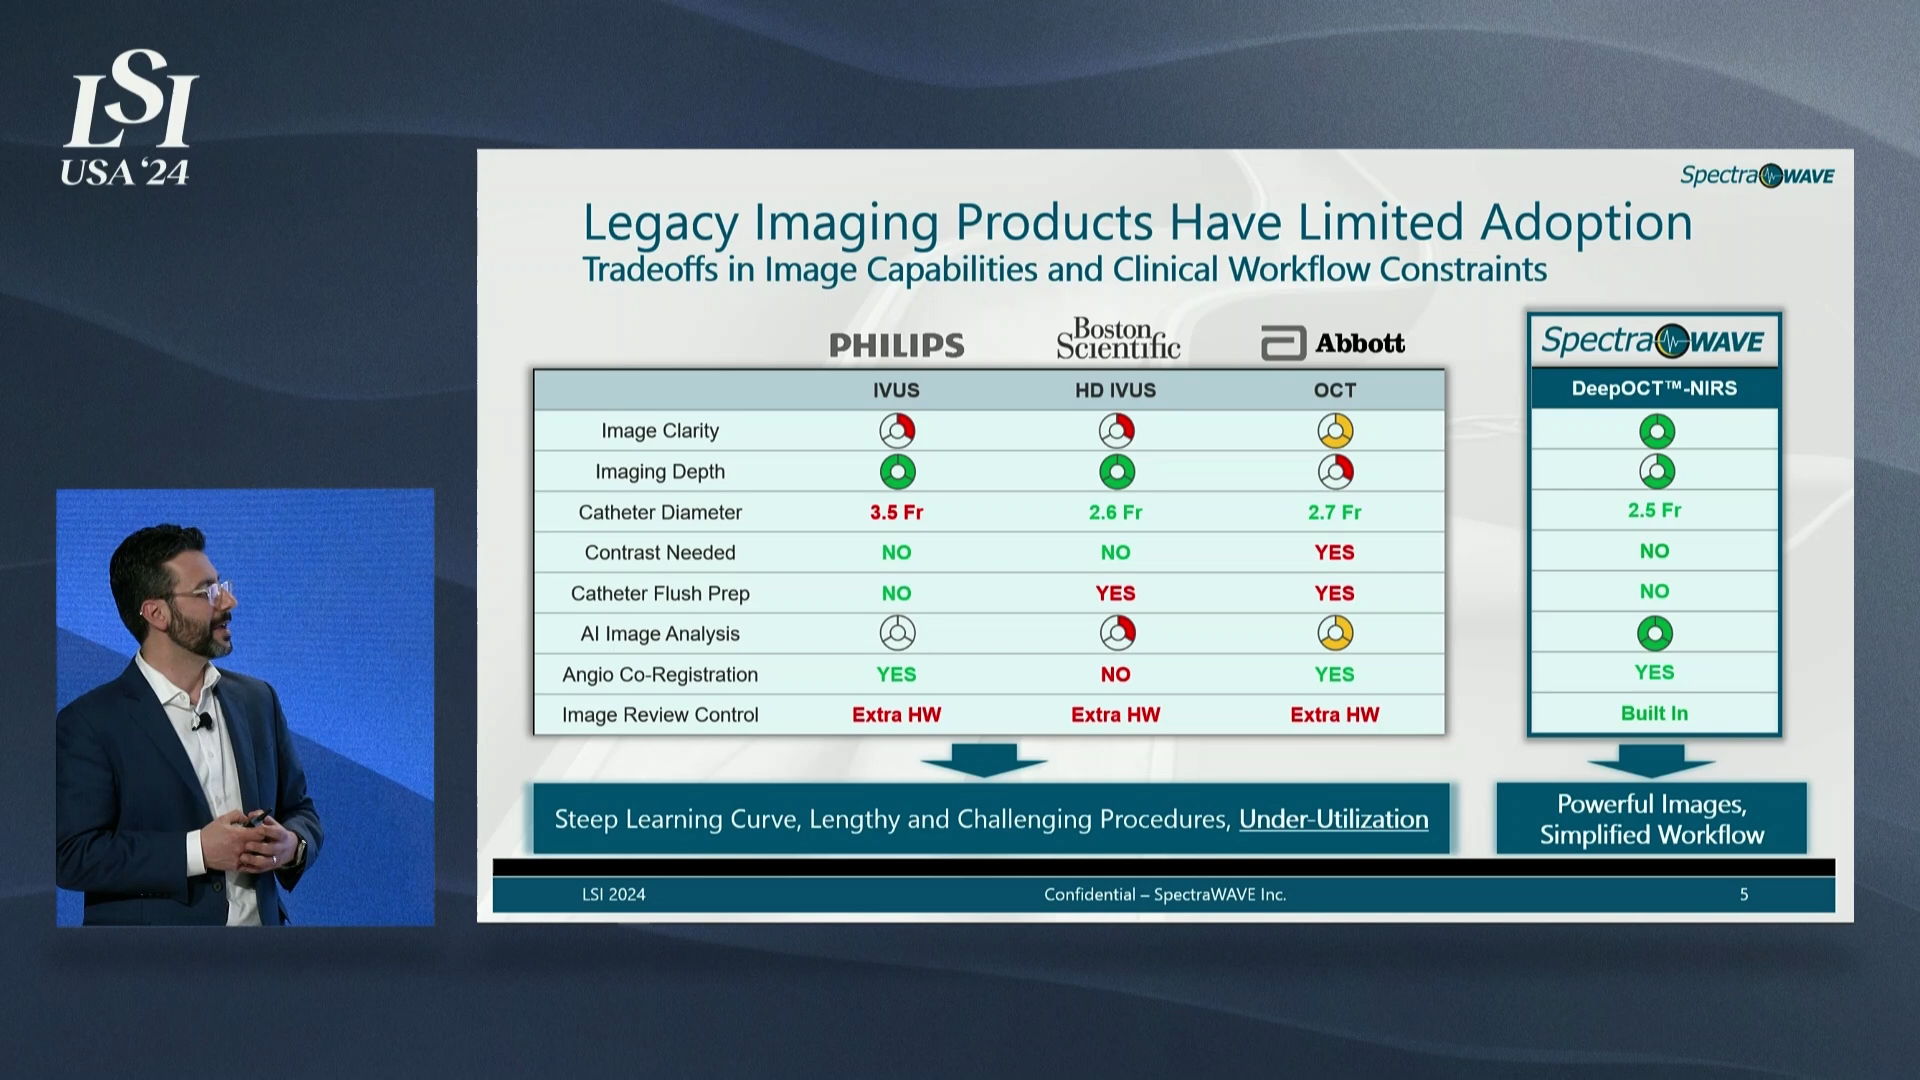 LSI
USA ‘24
SpectraWAVE
Legacy Imaging Products Have Limited Adoption
Tradeoffs in Image Capabilities and Clinical Workflow Constraints
PHILIPS
Boston
Scientific
Abbott
SpectraWAVE
IVUS HD IVUS OCT DeepOCT™-NIRS
Image Clarity
Imaging Depth
Catheter Diameter 3.5 Fr 2.6 Fr 2.7 Fr 2.5 Fr
Contrast Needed NO NO YES NO
Catheter Flush Prep NO YES YES NO
AI Image Analysis
Angio Co-Registration YES NO YES YES
Image Review Control Extra HW Extra HW Extra HW Built In
Steep Learning Curve, Lengthy and Challenging Procedures, Under-Utilization
Powerful Images,
Simplified Workflow
LSI 2024 Confidential – SpectraWAVE Inc. 5